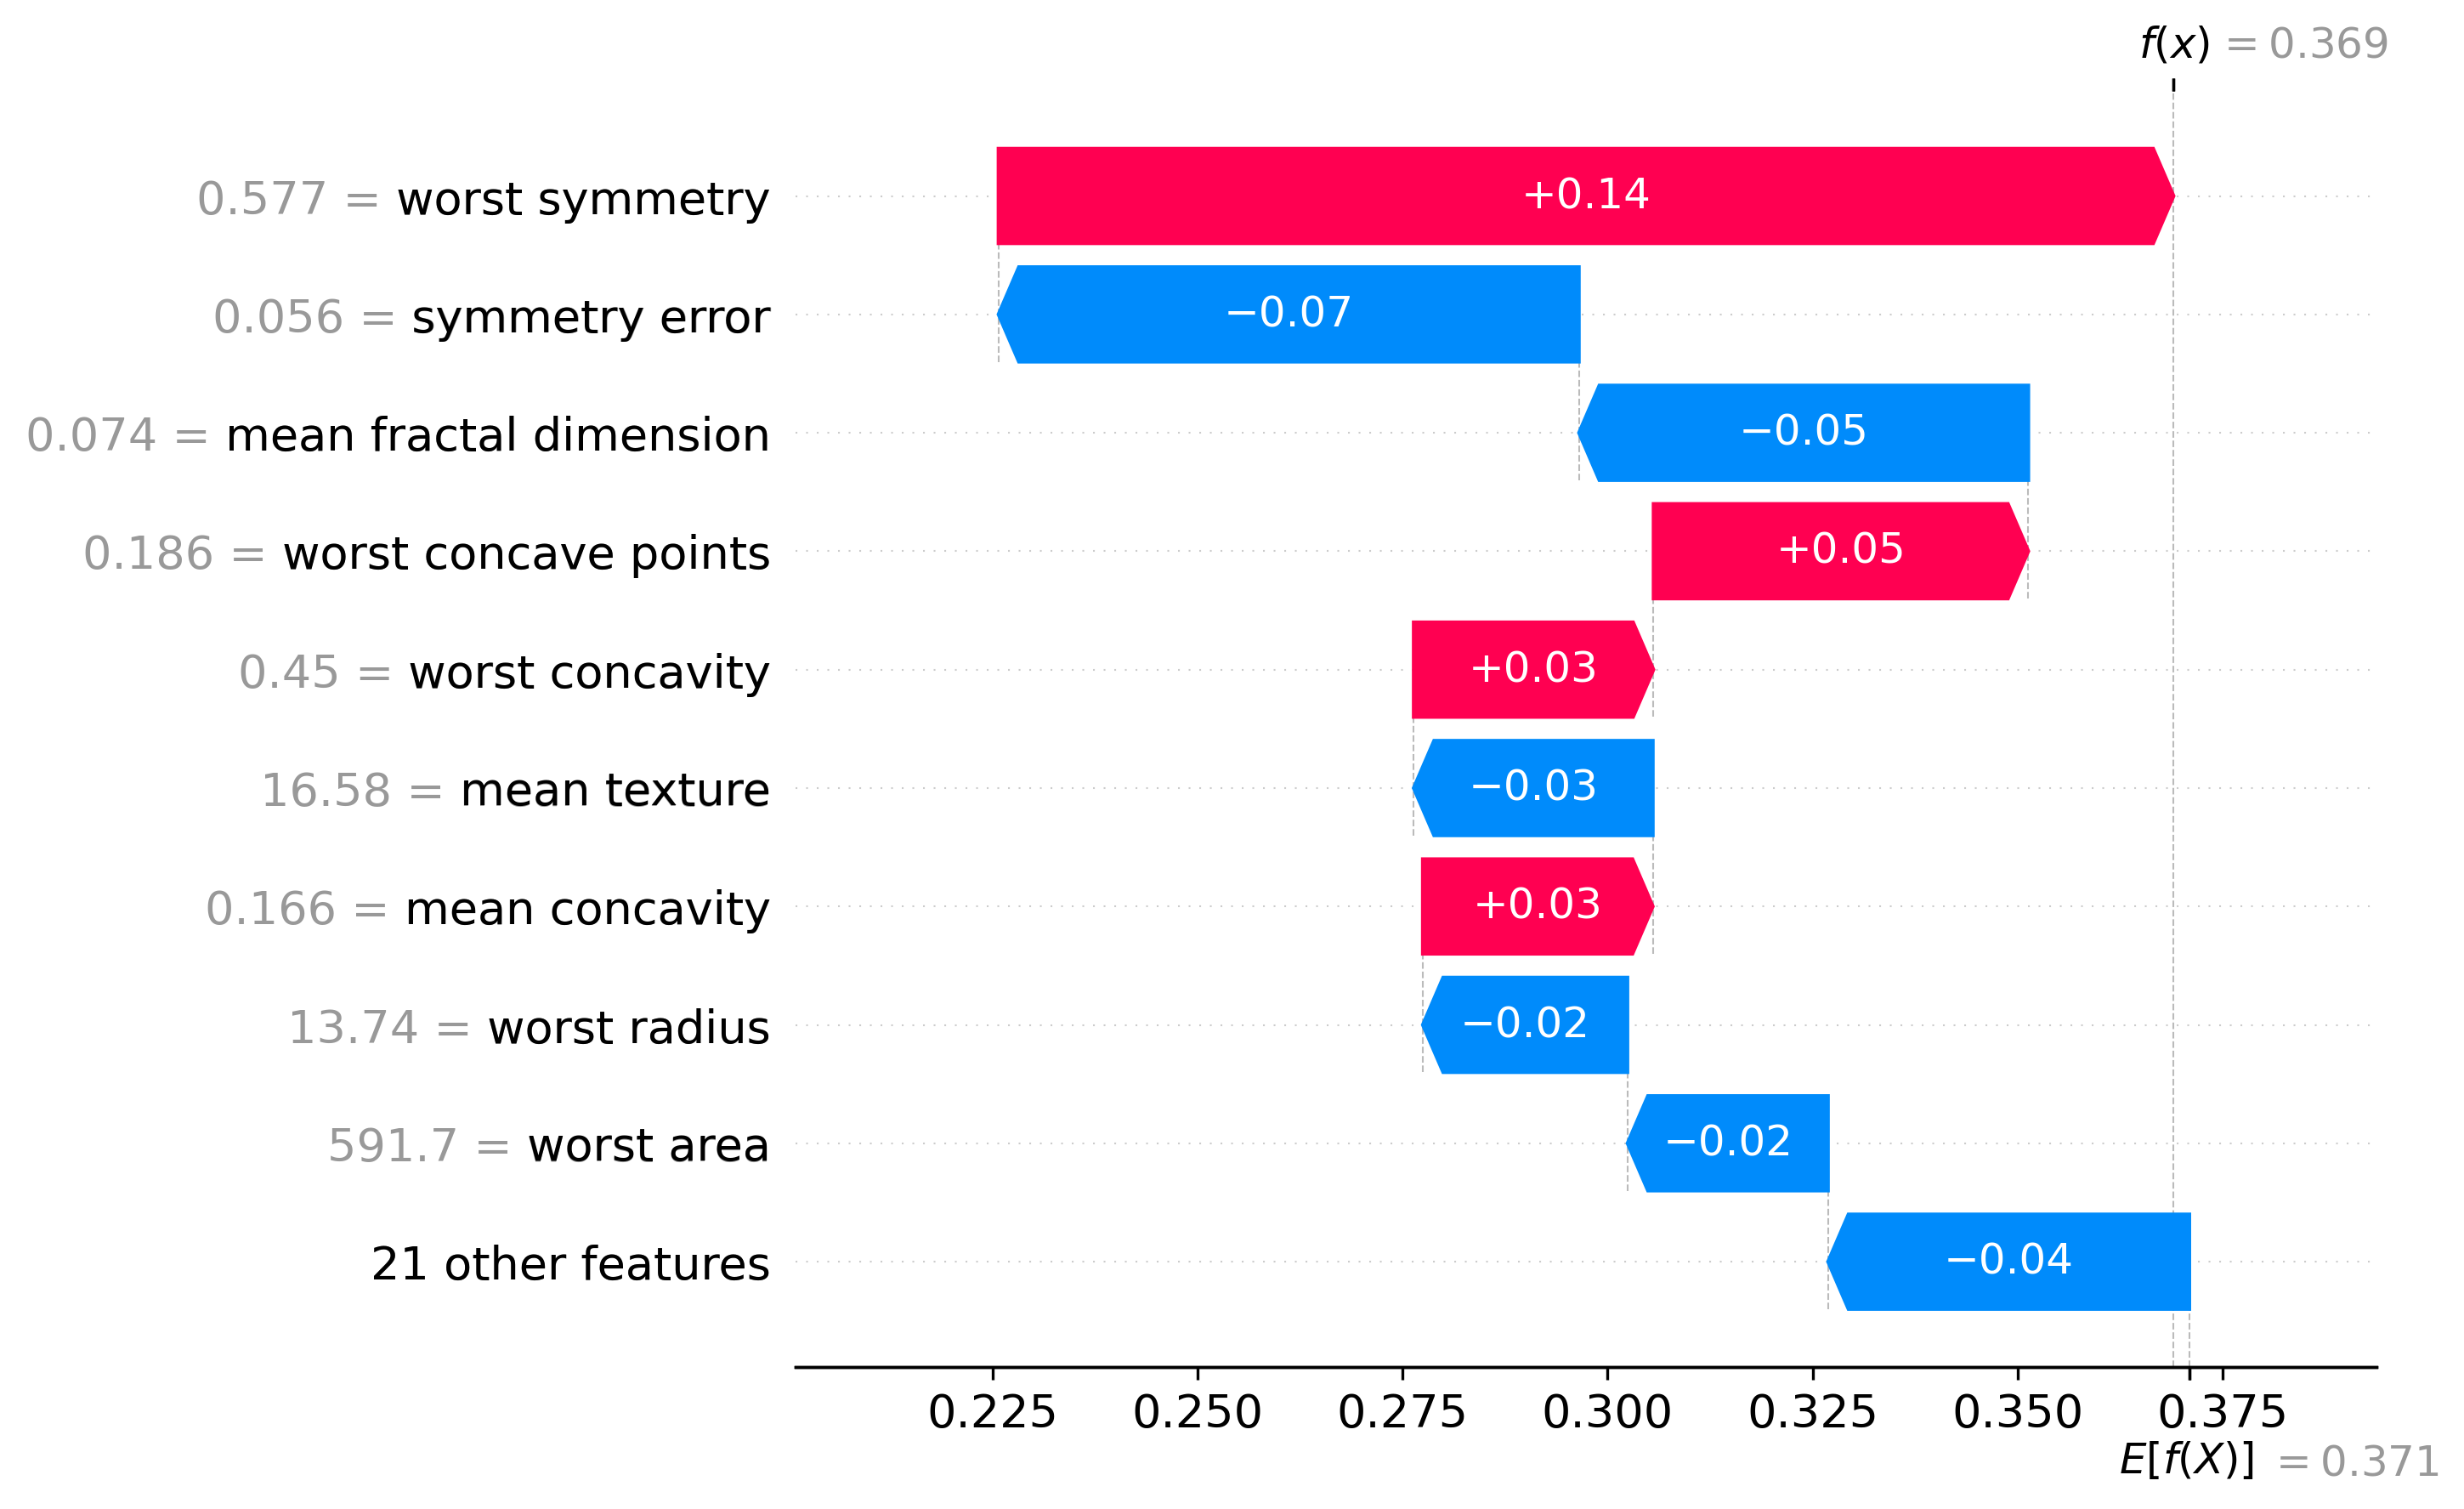 f(x) = 0.369
0.577 = worst symmetry +0.14
0.056 = symmetry error −0.07
0.074 = mean fractal dimension −0.05
0.186 = worst concave points +0.05
0.45 = worst concavity +0.03
16.58 = mean texture −0.03
0.166 = mean concavity +0.03
13.74 = worst radius −0.02
591.7 = worst area −0.02
21 other features −0.04
0.225 0.250 0.275 0.300 0.325 0.350 0.375
E[f(X)] = 0.371